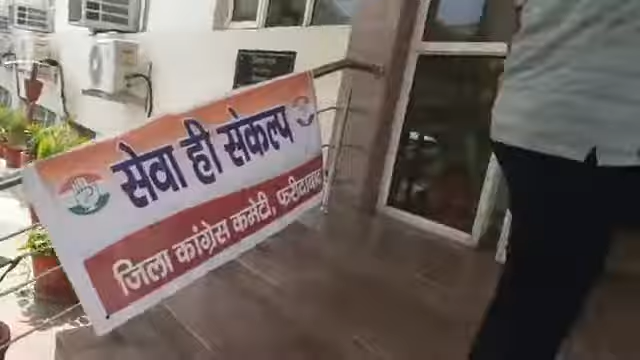 सेवा ही संकल्प
जिला कांग्रेस कमेटी, फरीदाबाद